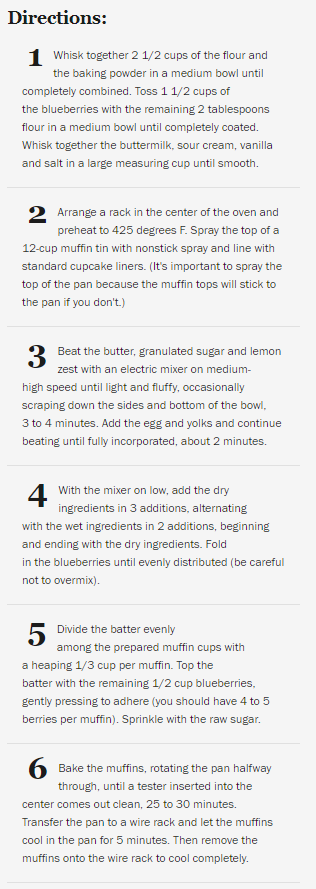 Directions:
1 Whisk together 2 1/2 cups of the flour and
the baking powder in a medium bowl until
completely combined. Toss 1 1/2 cups of
the blueberries with the remaining 2 tablespoons
flour in a medium bowl until completely coated.
Whisk together the buttermilk, sour cream, vanilla
and salt in a large measuring cup until smooth.
2 Arrange a rack in the center of the oven and
preheat to 425 degrees F. Spray the top of a
12-cup muffin tin with nonstick spray and line with
standard cupcake liners. (It's important to spray the
top of the pan because the muffin tops will stick to
the pan if you don't.)
3 Beat the butter, granulated sugar and lemon
zest with an electric mixer on medium-
high speed until light and fluffy, occasionally
scraping down the sides and bottom of the bowl,
3 to 4 minutes. Add the egg and yolks and continue
beating until fully incorporated, about 2 minutes.
4 With the mixer on low, add the dry
ingredients in 3 additions, alternating
with the wet ingredients in 2 additions, beginning
and ending with the dry ingredients. Fold
in the blueberries until evenly distributed (be careful
not to overmix).
5 Divide the batter evenly
among the prepared muffin cups with
a heaping 1/3 cup per muffin. Top the
batter with the remaining 1/2 cup blueberries,
gently pressing to adhere (you should have 4 to 5
berries per muffin). Sprinkle with the raw sugar.
6 Bake the muffins, rotating the pan halfway
through, until a tester inserted into the
center comes out clean, 25 to 30 minutes.
Transfer the pan to a wire rack and let the muffins
cool in the pan for 5 minutes. Then remove the
muffins onto the wire rack to cool completely.